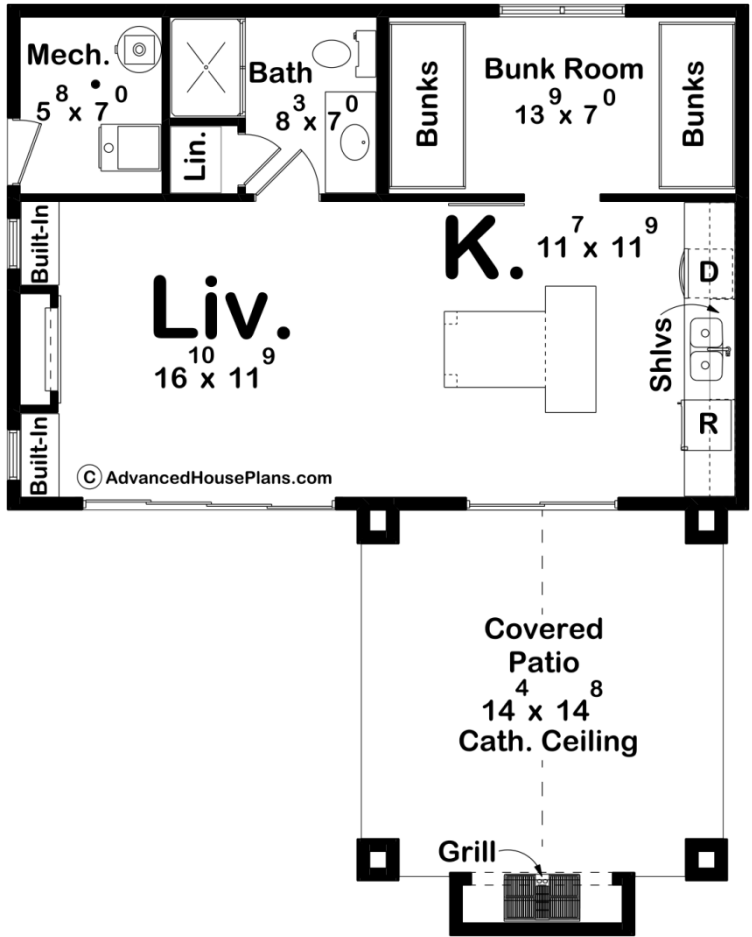 Mech.
5 8 x 7 0
Bath
8 3 x 7 0
Lin.
Bunks
Bunk Room
13 9 x 7 0
Bunks
Built-In
Liv.
16 10 x 11 9
K.
11 7 x 11 9
D
Shlvs
R
Built-In
C AdvancedHousePlans.com
Covered
Patio
14 4 x 14 8
Cath. Ceiling
Grill